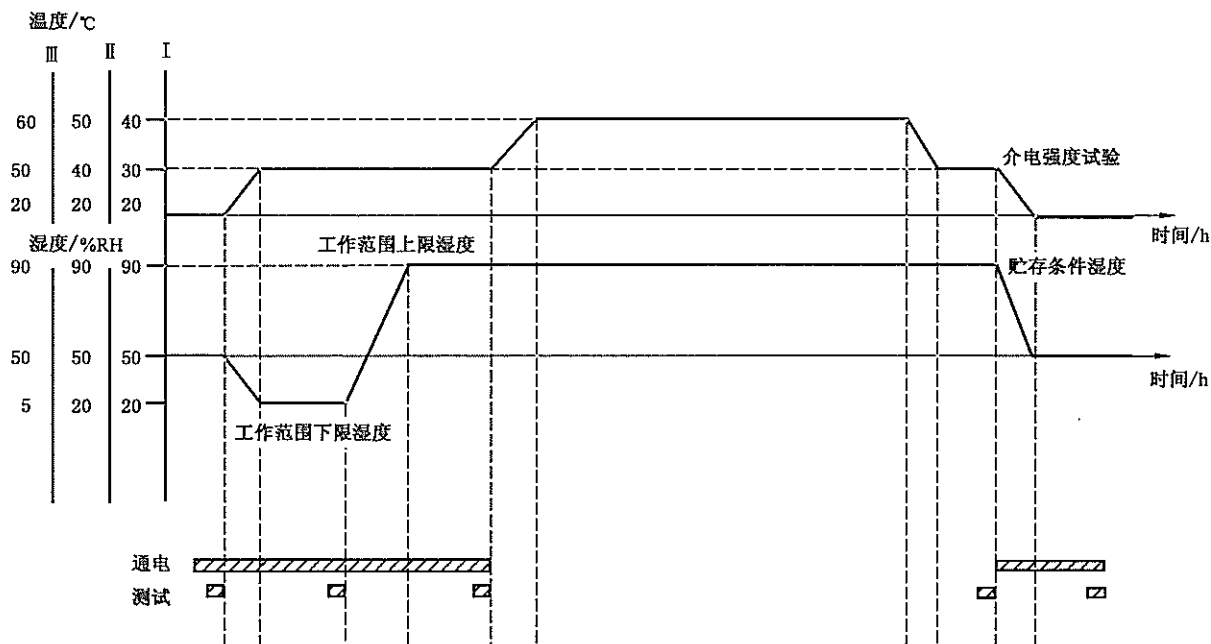 温度/℃
Ⅲ Ⅱ Ⅰ
60 50 40
50 40 30
介电强度试验
20 20 20
时间/h
湿度/%RH
工作范围上限湿度
90 90 90
贮存条件湿度
50 50 50
时间/h
5 20 20
工作范围下限湿度
通电
测试